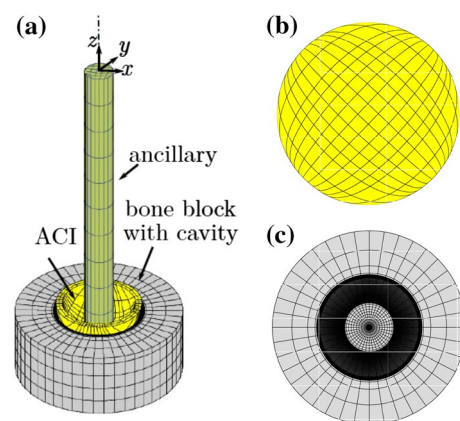 (a)
z
y
x
ancillary
bone block
with cavity
ACI
(b)
(c)